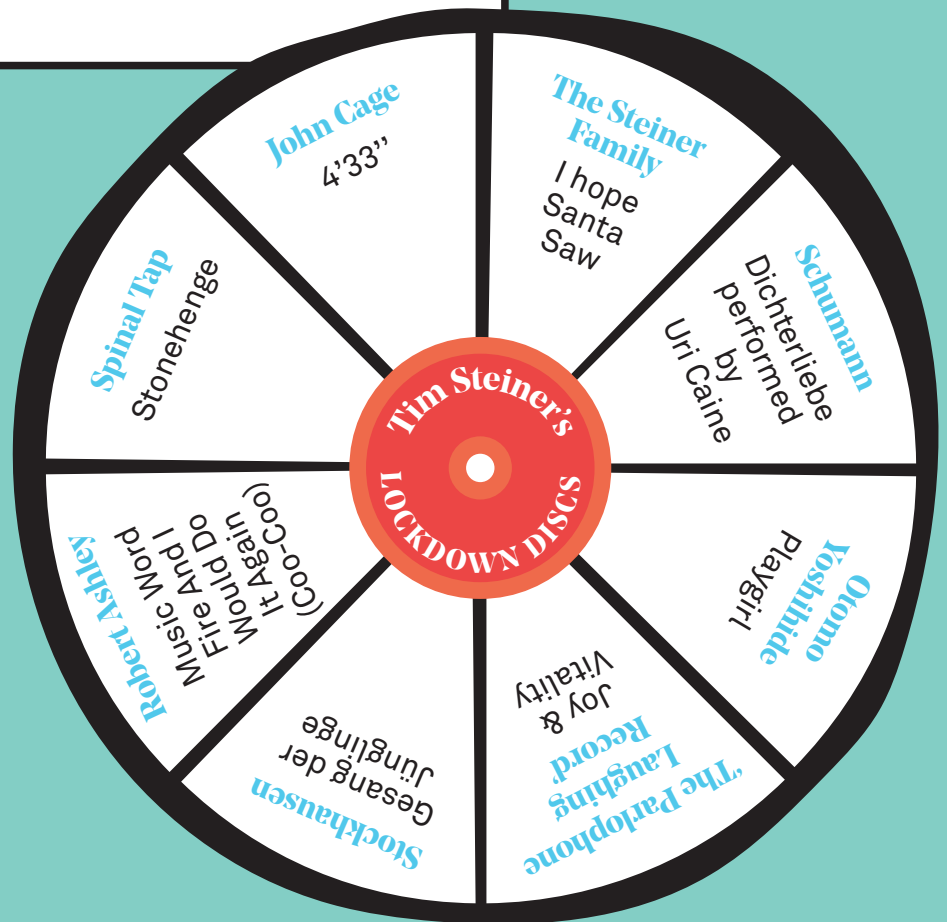 Tim Steiner’s
LOCKDOWN DISCS
The Steiner
Family
I hope
Santa
Saw
Schumann
Dichterliebe
performed
by
Uri Caine
Otomo
Yoshihide
Playgirl
‘The Parlophone
Laughing
Record’
Joy &
Vitality
Stockhausen
Gesang der
Jünglinge
Robert Ashley
Music Word
Fire And I
Would Do
It Again
(Coo-Coo)
Spinal Tap
Stonehenge
John Cage
4’33’’